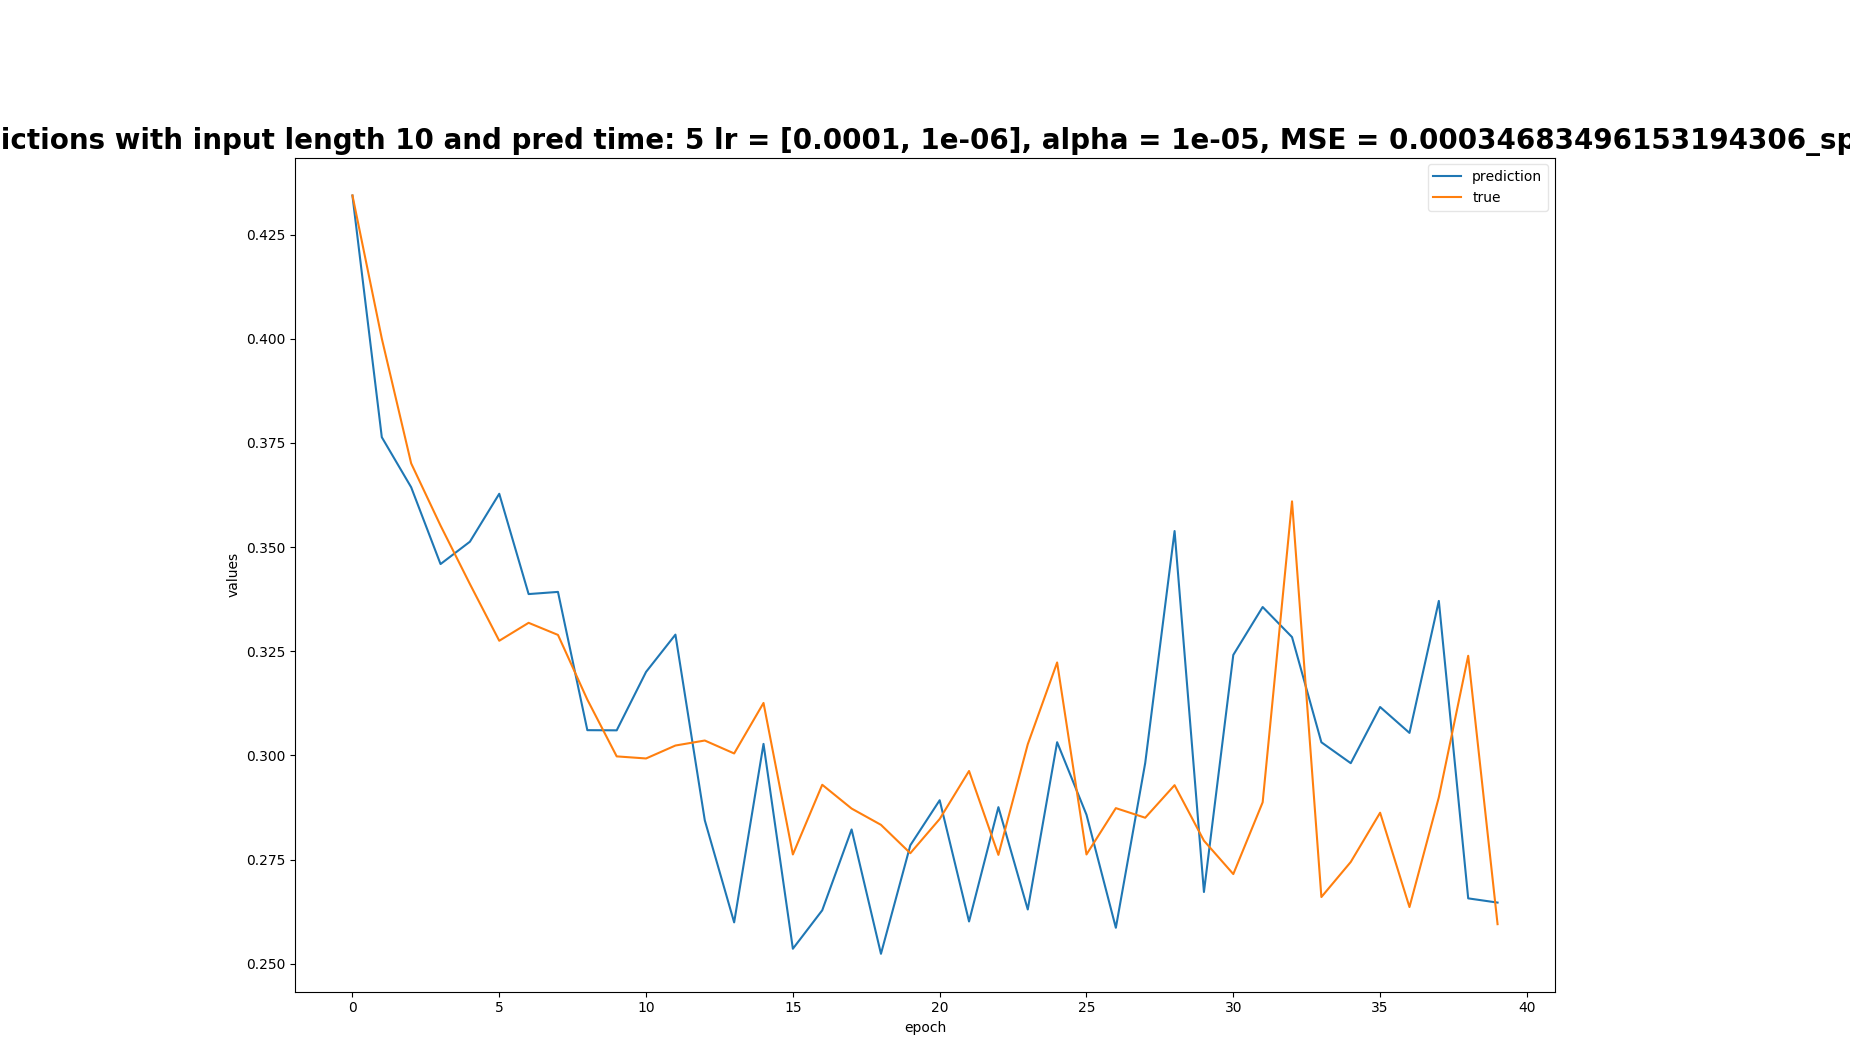 ictions with input length 10 and pred time: 5 lr = [0.0001, 1e-06], alpha = 1e-05, MSE = 0.00034683496153194306_sp
prediction
true
0.425
0.400
0.375
0.350
0.325
0.300
0.275
0.250
values
0 5 10 15 20 25 30 35 40
epoch